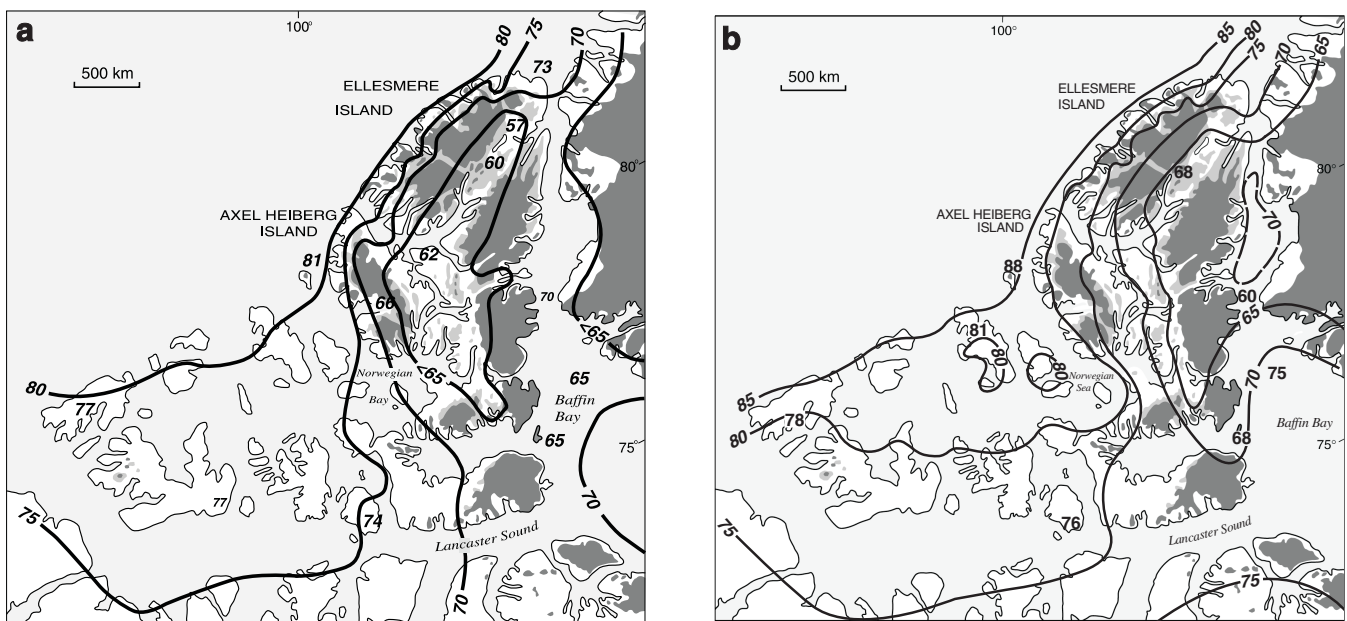 a
100°
80
75
70
500 km
73
ELLESMERE
ISLAND
57
60
80°
AXEL HEIBERG
ISLAND
62
81
66
70
<65
Norwegian
<65
65
80
Bay
Baffin
Bay
77
65
75°
77
70
75
74
Lancaster Sound
70
b
100°
85
80
75
70
65
500 km
ELLESMERE
ISLAND
80°
68
AXEL HEIBERG
ISLAND
70
88
60
65
81
80
80
Norwegian
Sea
75
70
85
78
80
68
Baffin Bay
75°
75
76
Lancaster Sound
75